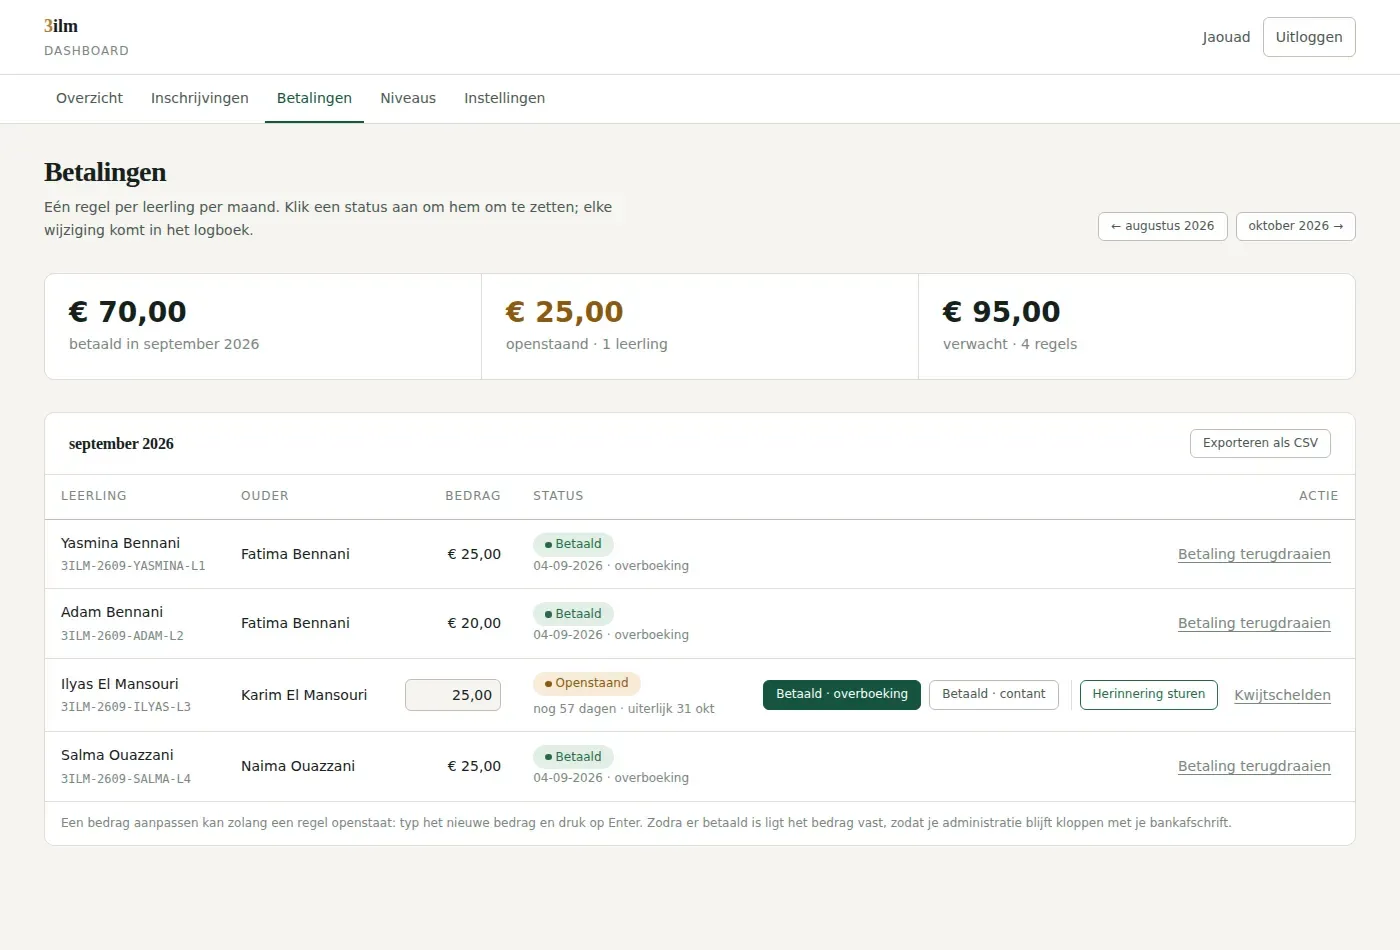 3ilm
DASHBOARD
Jaouad
Uitloggen
Overzicht
Inschrijvingen
Betalingen
Niveaus
Instellingen
Betalingen
Eén regel per leerling per maand. Klik een status aan om hem om te zetten; elke
wijziging komt in het logboek.
← augustus 2026
oktober 2026 →
€ 70,00
betaald in september 2026
€ 25,00
openstaand · 1 leerling
€ 95,00
verwacht · 4 regels
september 2026
Exporteren als CSV
LEERLING
OUDER
BEDRAG
STATUS
ACTIE
Yasmina Bennani
3ILM-2609-YASMINA-L1
Fatima Bennani
€ 25,00
Betaald
04-09-2026 · overboeking
Betaling terugdraaien
Adam Bennani
3ILM-2609-ADAM-L2
Fatima Bennani
€ 20,00
Betaald
04-09-2026 · overboeking
Betaling terugdraaien
Ilyas El Mansouri
3ILM-2609-ILYAS-L3
Karim El Mansouri
25,00
Openstaand
nog 57 dagen · uiterlijk 31 okt
Betaald · overboeking
Betaald · contant
Herinnering sturen
Kwijtschelden
Salma Ouazzani
3ILM-2609-SALMA-L4
Naima Ouazzani
€ 25,00
Betaald
04-09-2026 · overboeking
Betaling terugdraaien
Een bedrag aanpassen kan zolang een regel openstaat: typ het nieuwe bedrag en druk op Enter. Zodra er betaald is ligt het bedrag vast, zodat je administratie blijft kloppen met je bankafschrift.